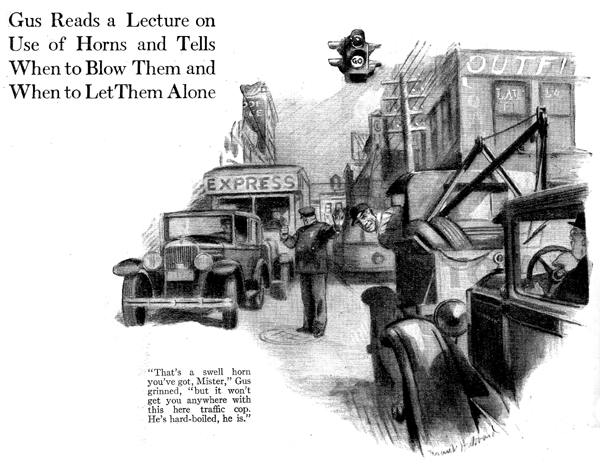 Gus Reads a Lecture on
Use of Horns and Tells
When to Blow Them and
When to Let Them Alone
GO
OUTFI
EXPRESS
"That's a swell horn
you've got, Mister," Gus
grinned, "but it won't
get you anywhere with
this here traffic cop.
He's hard-boiled, he is."